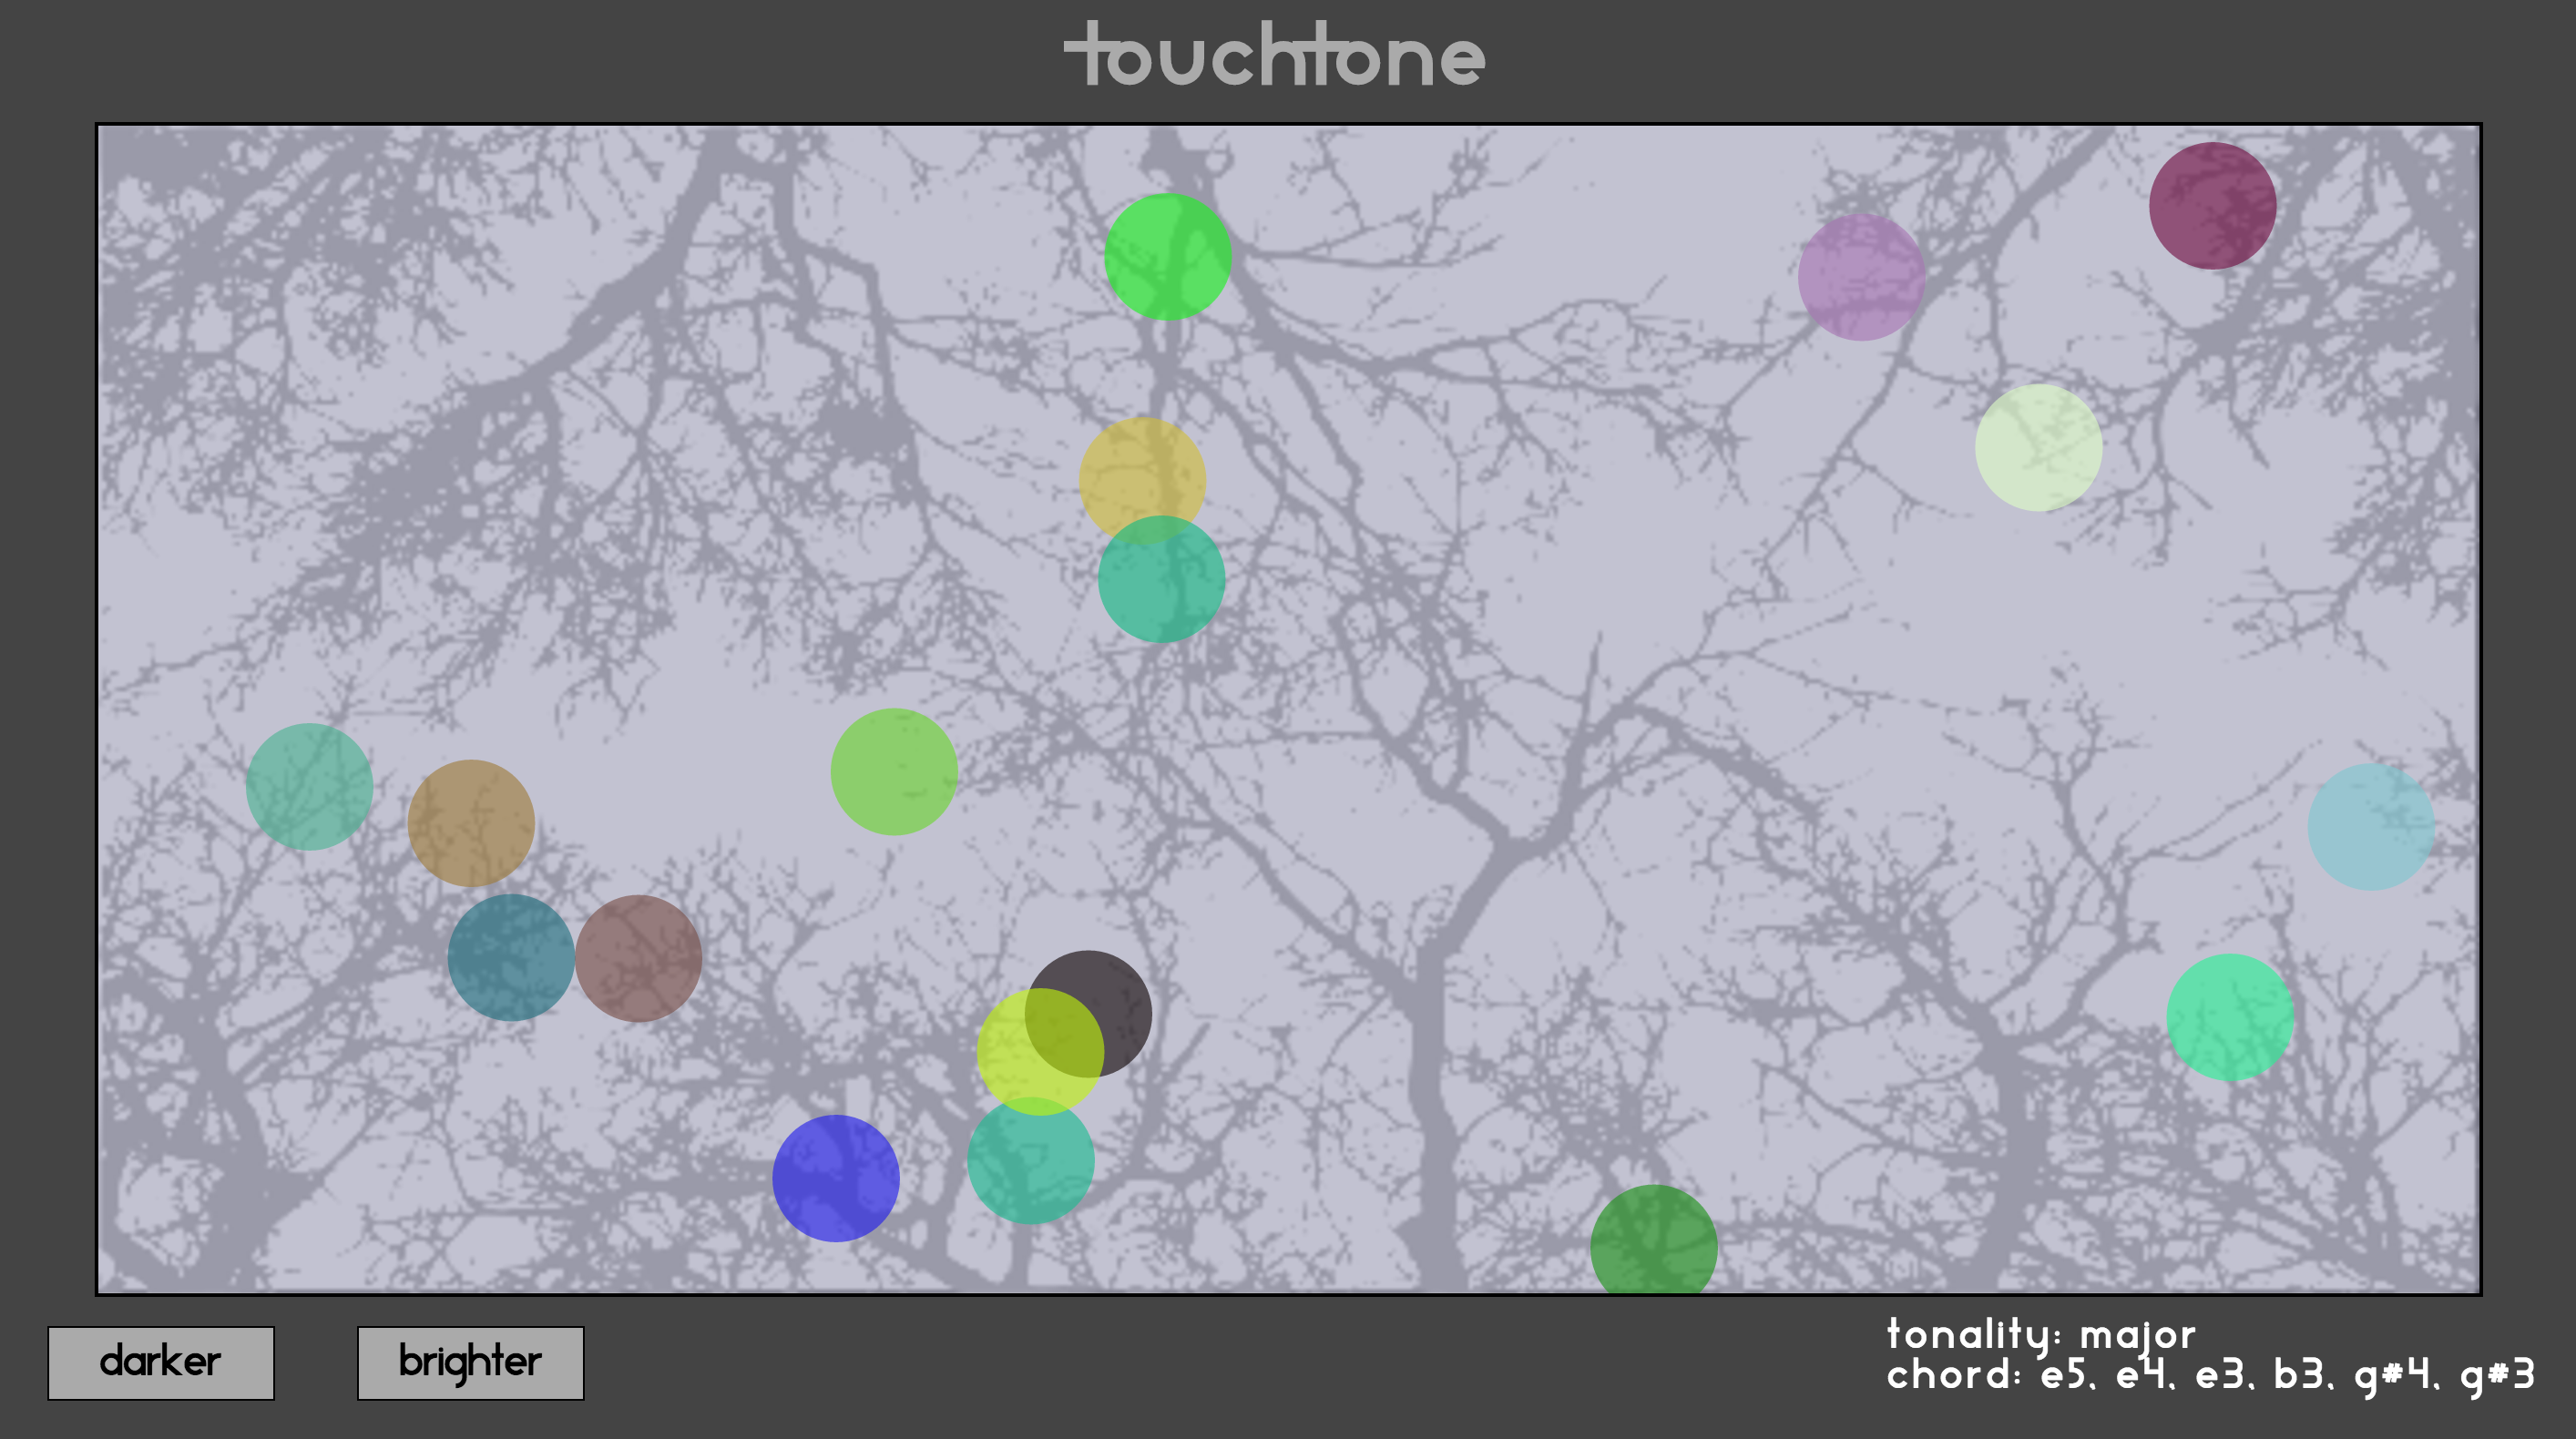 touchtone
darker
brighter
tonality: major
chord: e5, e4, e3, b3, g#4, g#3